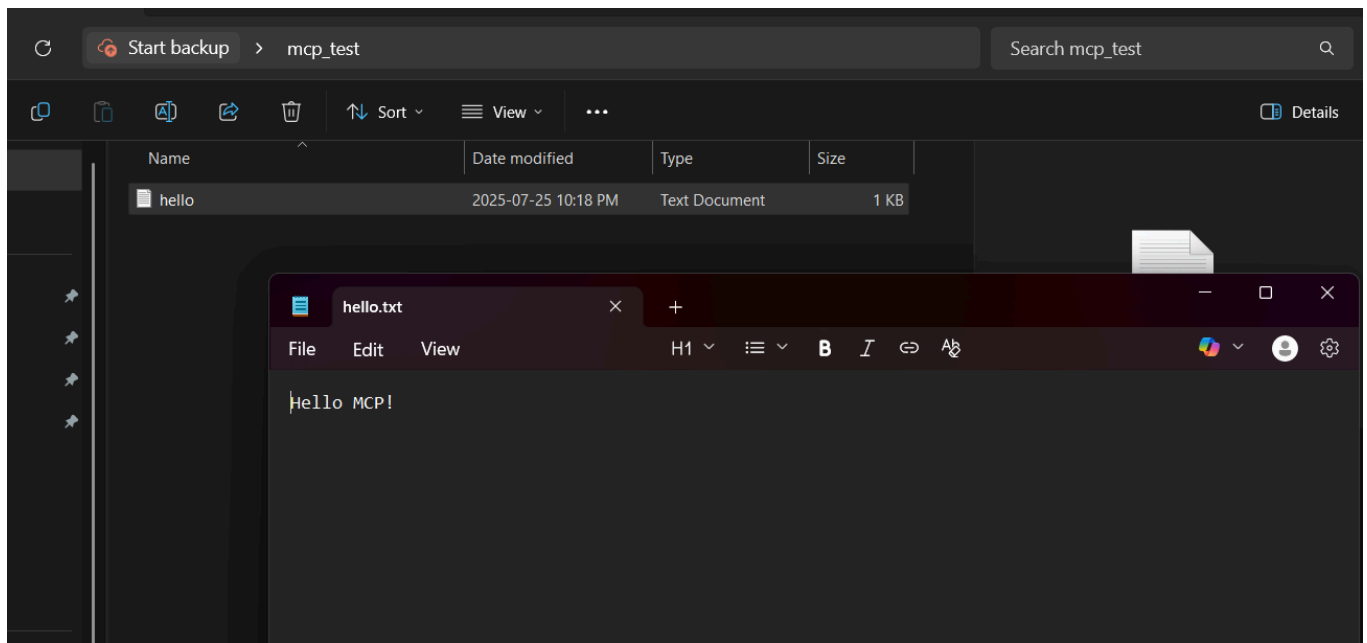 Start backup > mcp_test
Search mcp_test
Sort
View
Details
Name Date modified Type Size
hello 2025-07-25 10:18 PM Text Document 1 KB
hello.txt
File Edit View H1 B I
Hello MCP!